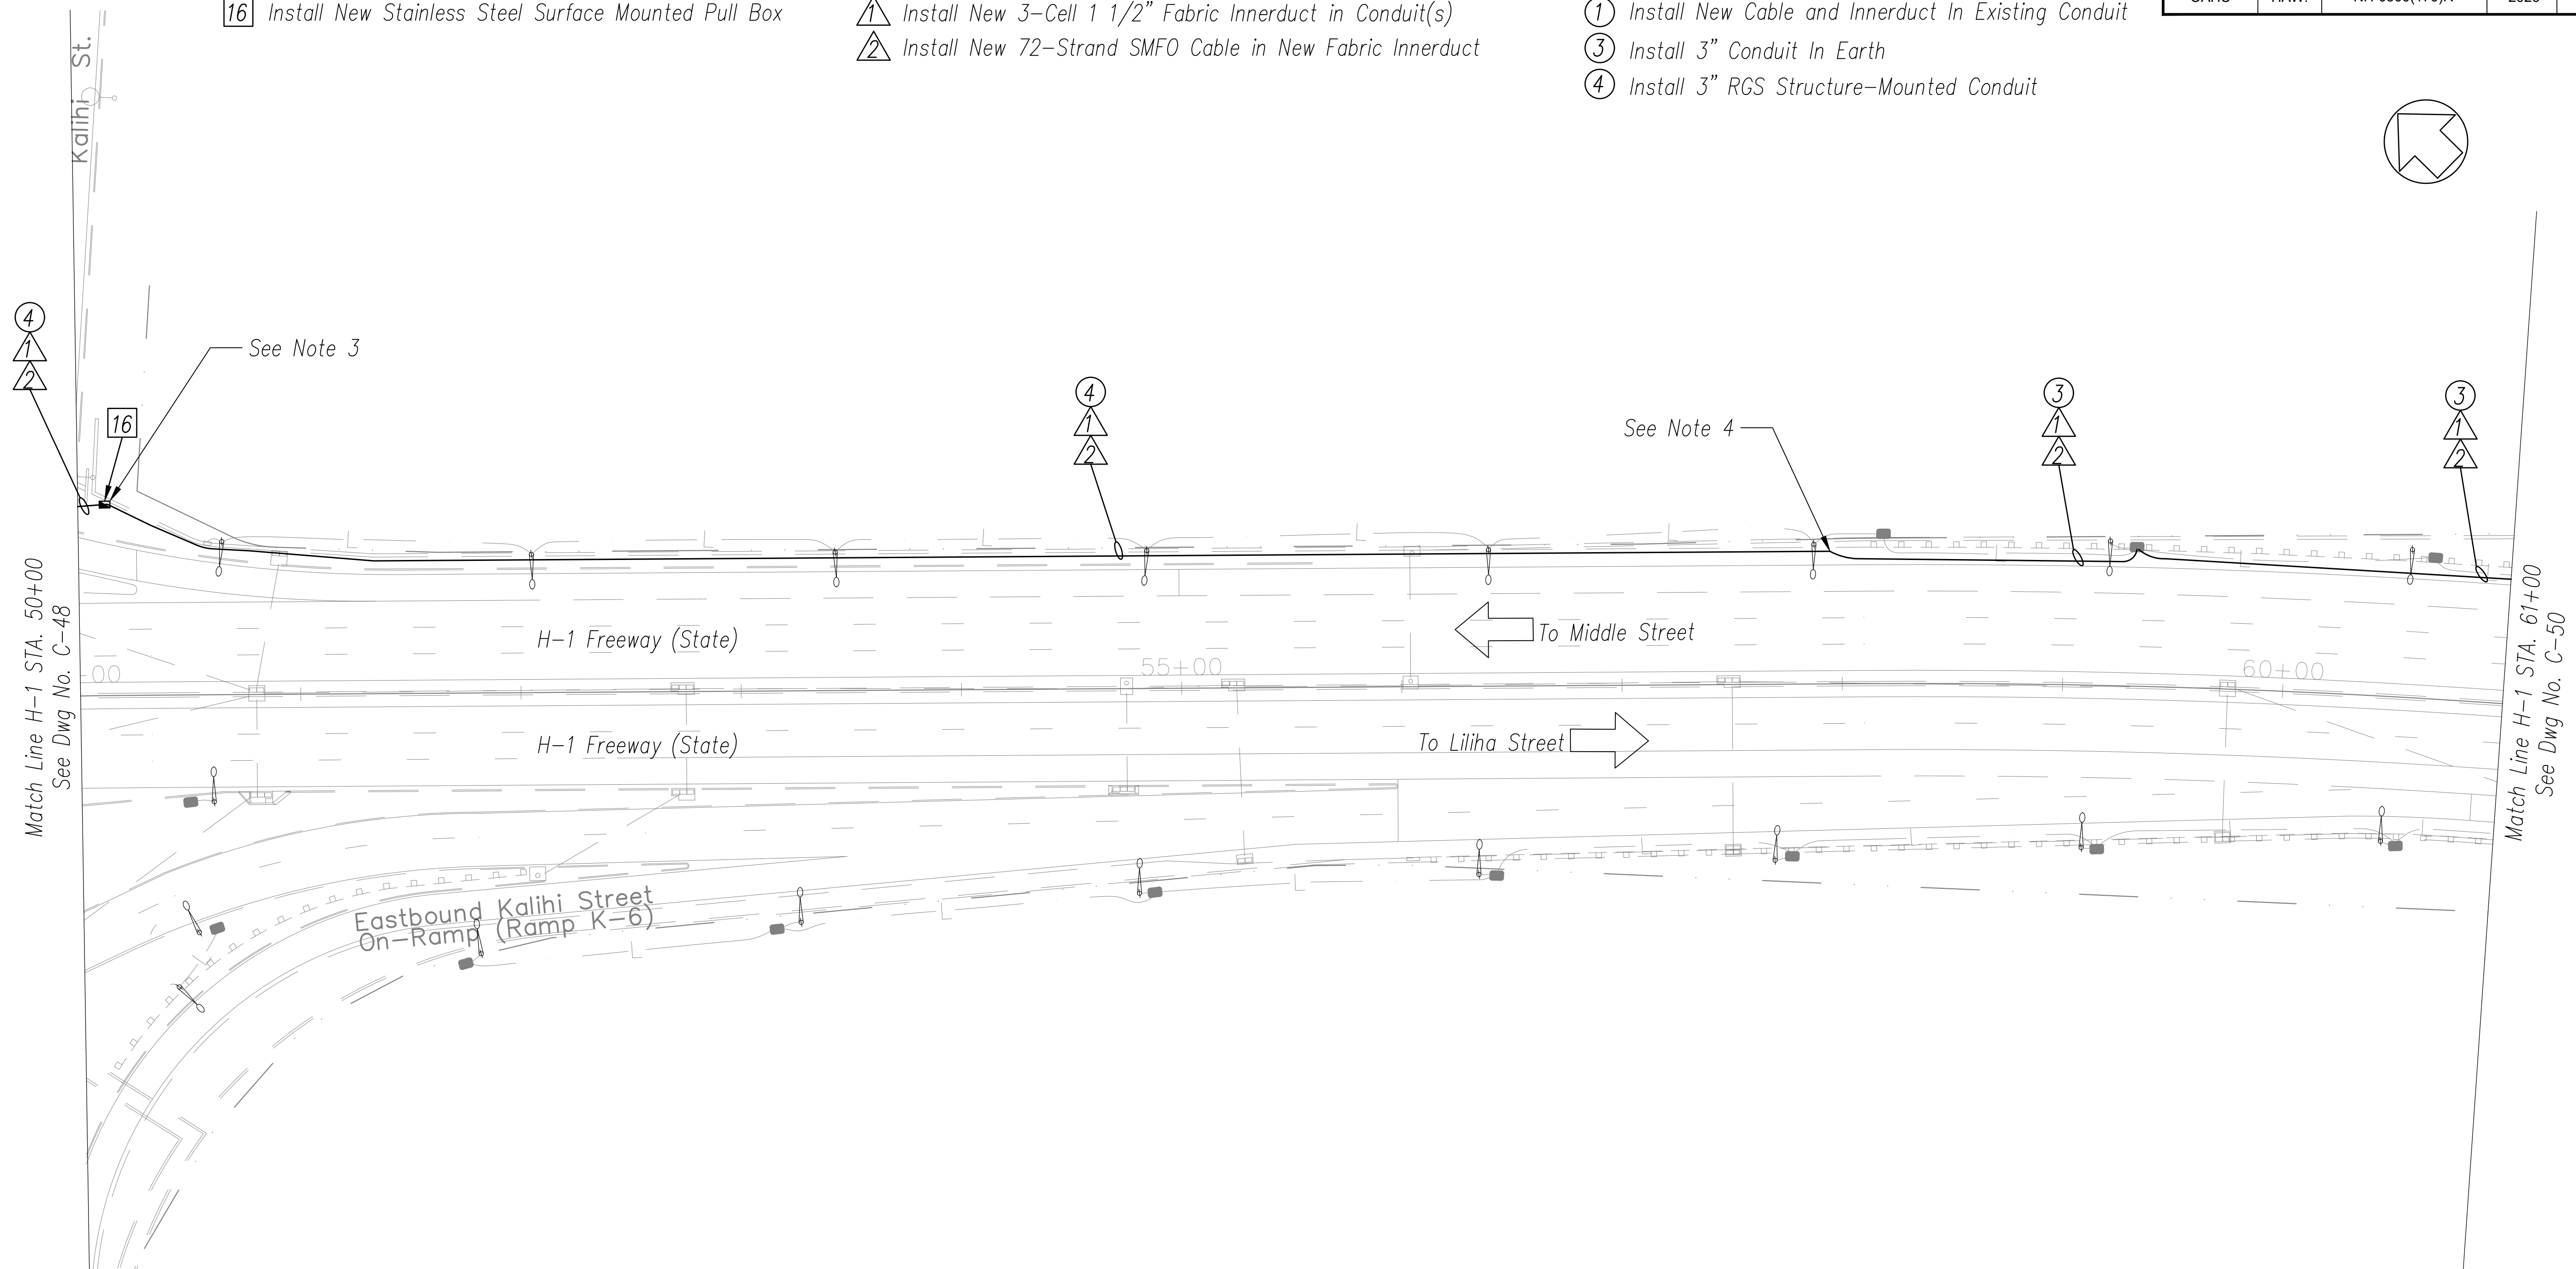 16 Install New Stainless Steel Surface Mounted Pull Box
1 Install New 3-Cell 1 1/2" Fabric Innerduct in Conduit(s)
2 Install New 72-Strand SMFO Cable in New Fabric Innerduct
1 Install New Cable and Innerduct In Existing Conduit
3 Install 3" Conduit In Earth
4 Install 3" RGS Structure-Mounted Conduit
Kalihi St.
4
1
2
See Note 3
16
4
1
2
See Note 4
3
1
2
3
1
2
Match Line H-1 STA. 50+00
See Dwg No. C-48
H-1 Freeway (State)
To Middle Street
00
55+00
60+00
H-1 Freeway (State)
To Liliha Street
Match Line H-1 STA. 61+00
See Dwg No. C-50
Eastbound Kalihi Street
On-Ramp (Ramp K-6)